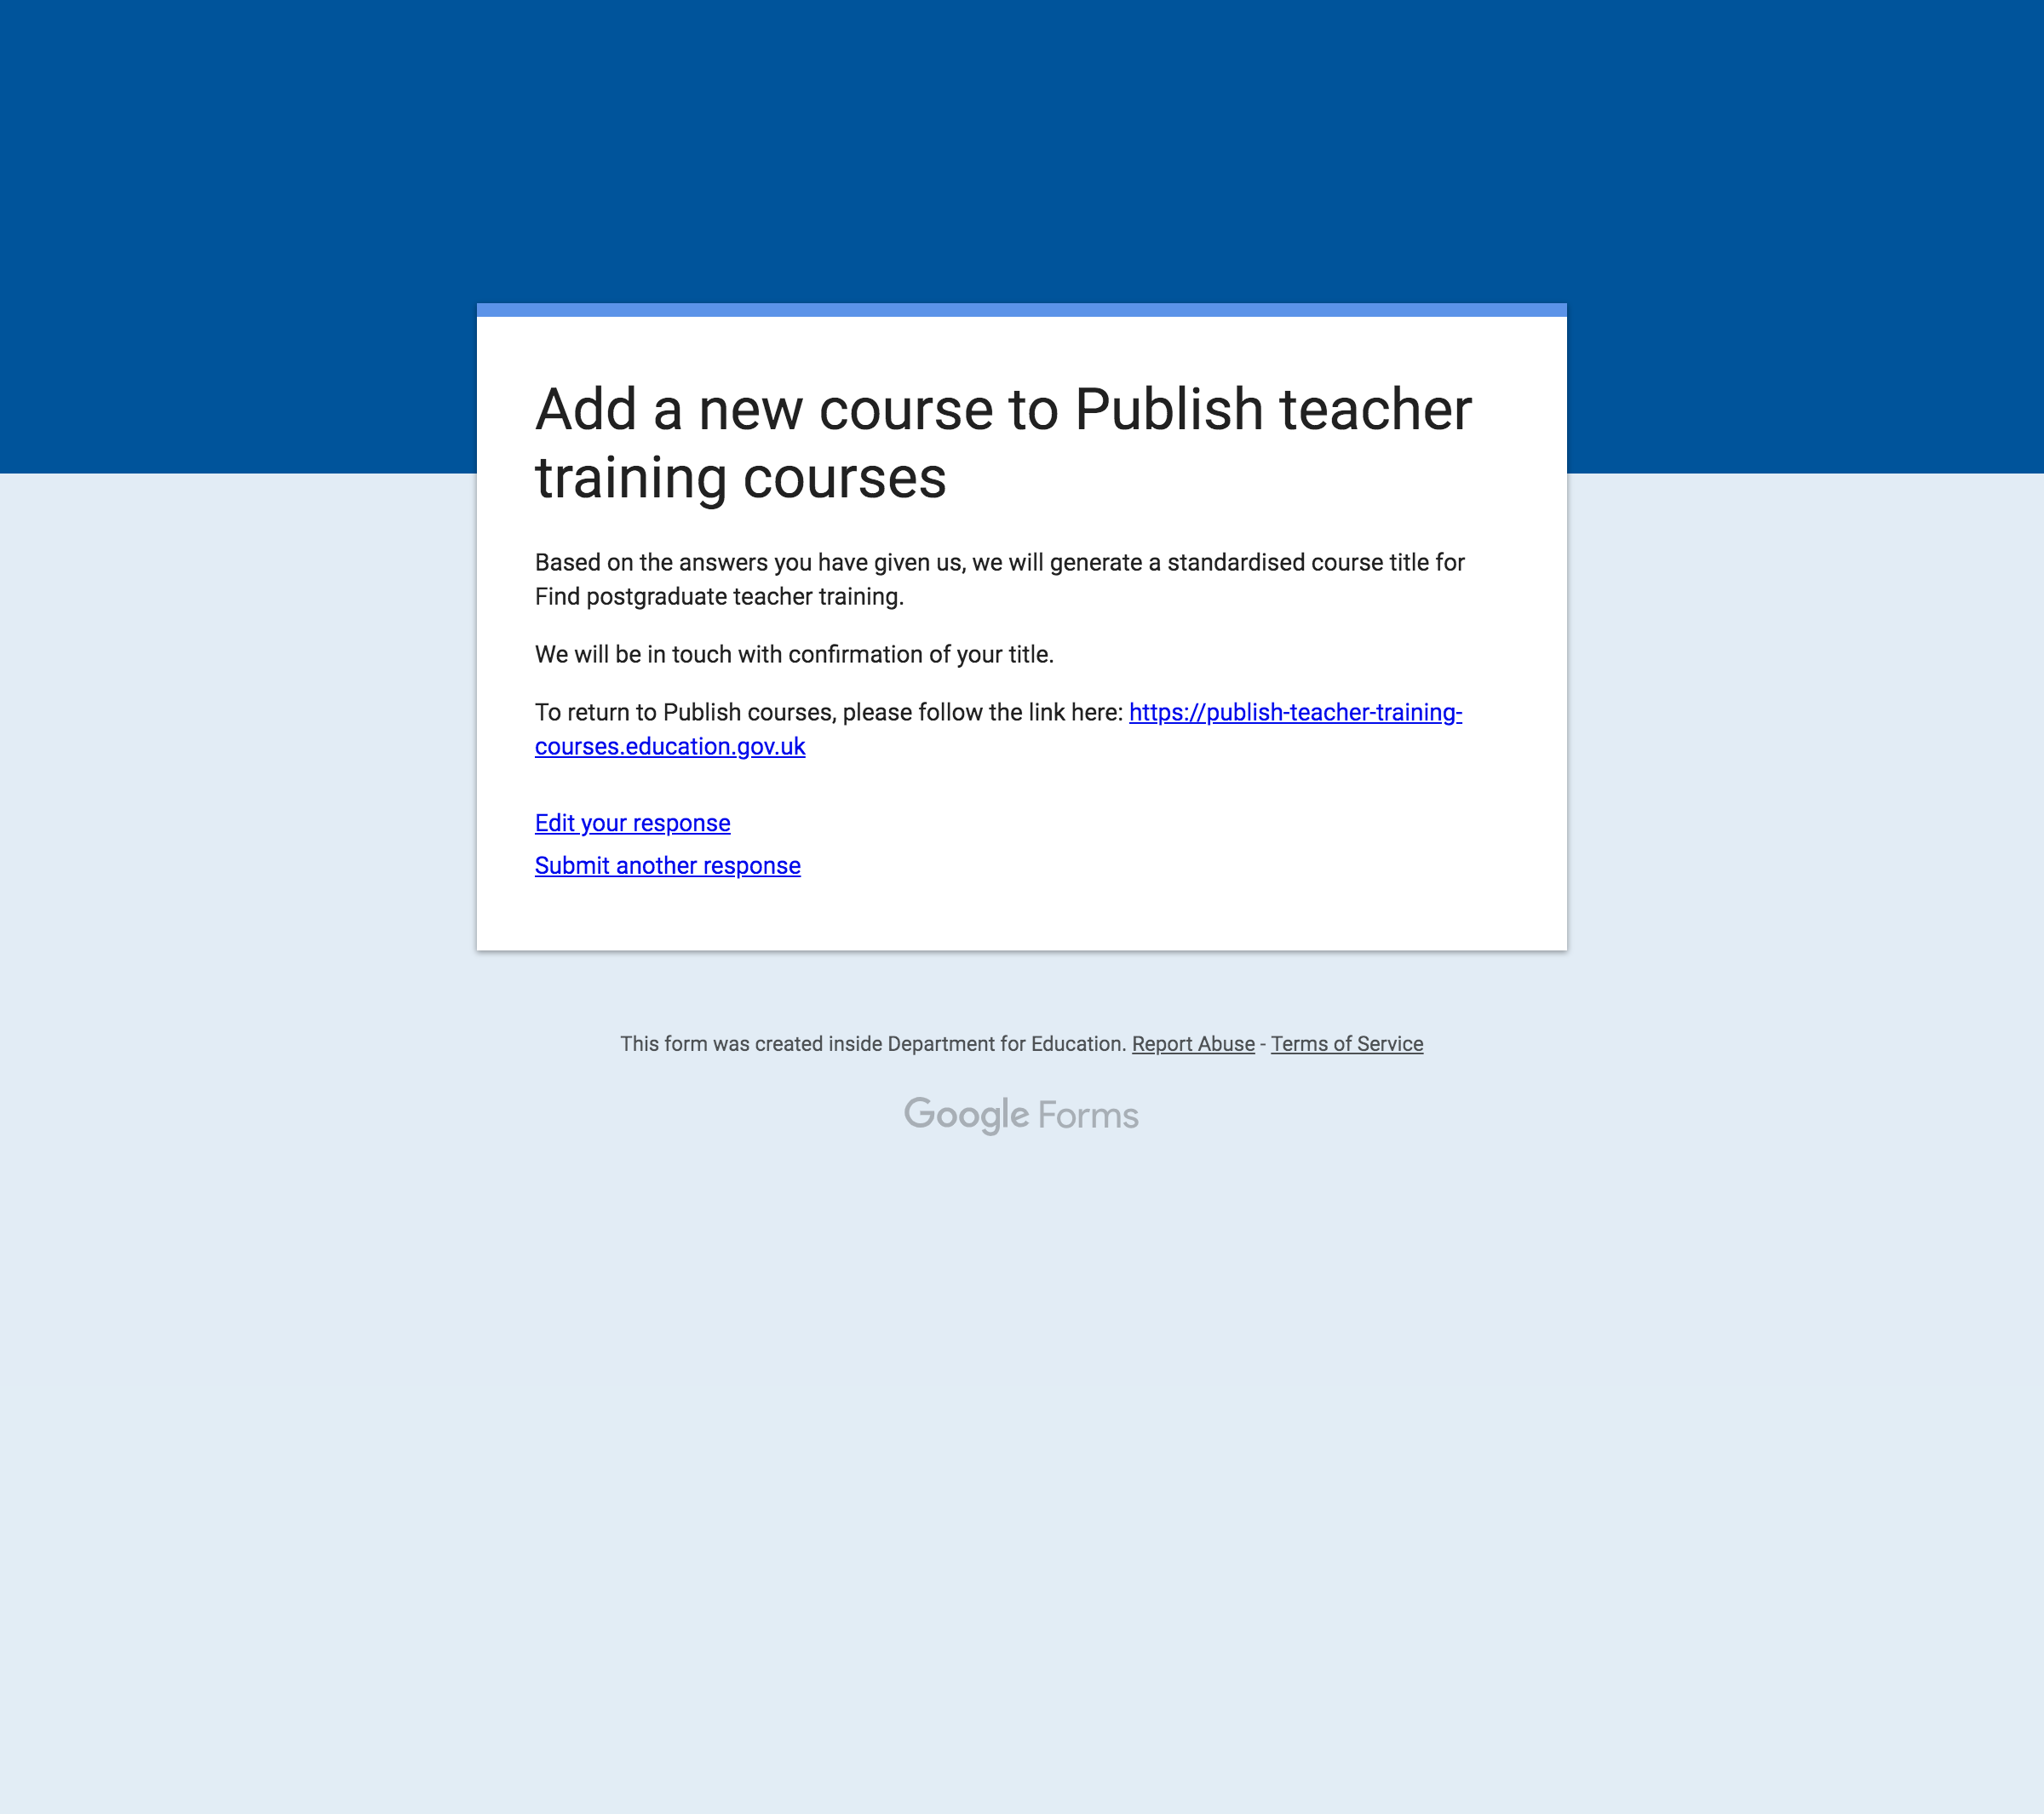 Add a new course to Publish teacher
training courses
Based on the answers you have given us, we will generate a standardised course title for
Find postgraduate teacher training.
We will be in touch with confirmation of your title.
To return to Publish courses, please follow the link here: https://publish-teacher-training-
courses.education.gov.uk
Edit your response
Submit another response
This form was created inside Department for Education. Report Abuse - Terms of Service
Google Forms